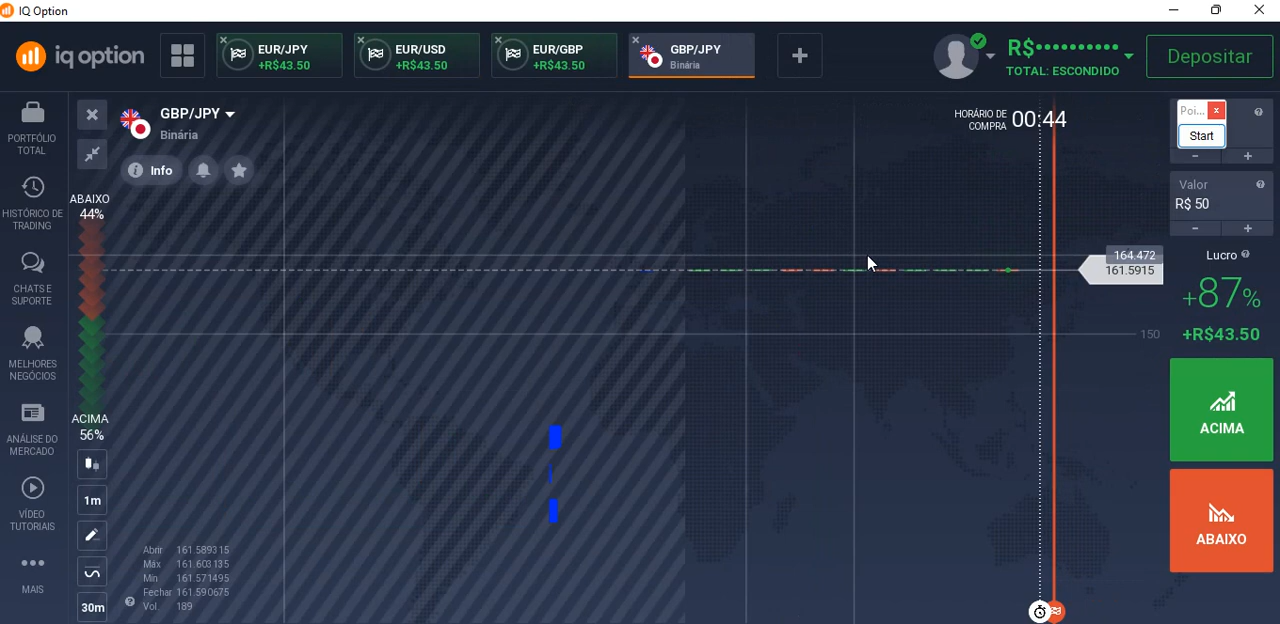 IQ Option
iq option
EUR/JPY
+R$43.50
EUR/USD
+R$43.50
EUR/GBP
+R$43.50
GBP/JPY
Binária
R$••••••••••
TOTAL: ESCONDIDO
Depositar
PORTFÓLIO
TOTAL
HISTÓRICO DE
TRADING
CHATS E
SUPORTE
MELHORES
NEGÓCIOS
ANÁLISE DO
MERCADO
VÍDEO
TUTORIAIS
MAIS
GBP/JPY
Binária
Info
ABAIXO
44%
ACIMA
56%
1m
30m
Abrir 161.589315
Máx 161.603135
Mín 161.571495
Fechar 161.590675
Vol. 189
HORÁRIO DE
COMPRA
00:44
164.472
161.5915
150
Poi...
Start
Valor
R$ 50
Lucro
+87%
+R$43.50
ACIMA
ABAIXO